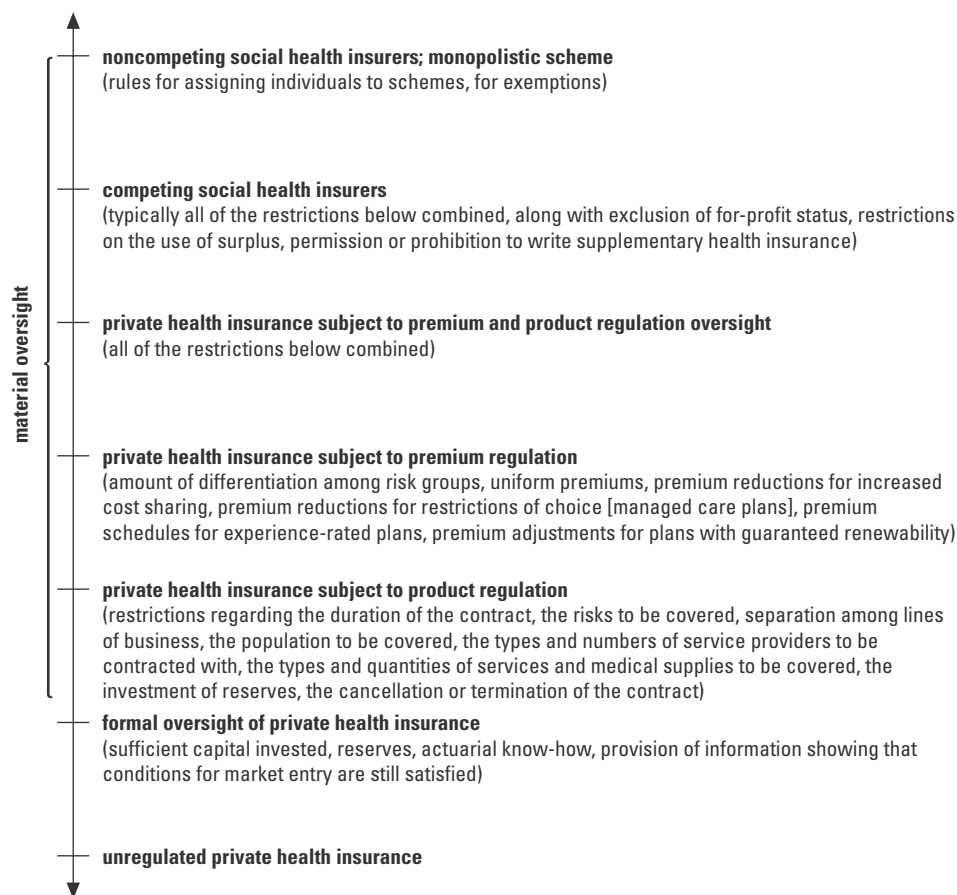 noncompeting social health insurers; monopolistic scheme
(rules for assigning individuals to schemes, for exemptions)
competing social health insurers
(typically all of the restrictions below combined, along with exclusion of for-profit status, restrictions
on the use of surplus, permission or prohibition to write supplementary health insurance)
material oversight
private health insurance subject to premium and product regulation oversight
(all of the restrictions below combined)
private health insurance subject to premium regulation
(amount of differentiation among risk groups, uniform premiums, premium reductions for increased
cost sharing, premium reductions for restrictions of choice [managed care plans], premium
schedules for experience-rated plans, premium adjustments for plans with guaranteed renewability)
private health insurance subject to product regulation
(restrictions regarding the duration of the contract, the risks to be covered, separation among lines
of business, the population to be covered, the types and numbers of service providers to be
contracted with, the types and quantities of services and medical supplies to be covered, the
investment of reserves, the cancellation or termination of the contract)
formal oversight of private health insurance
(sufficient capital invested, reserves, actuarial know-how, provision of information showing that
conditions for market entry are still satisfied)
unregulated private health insurance